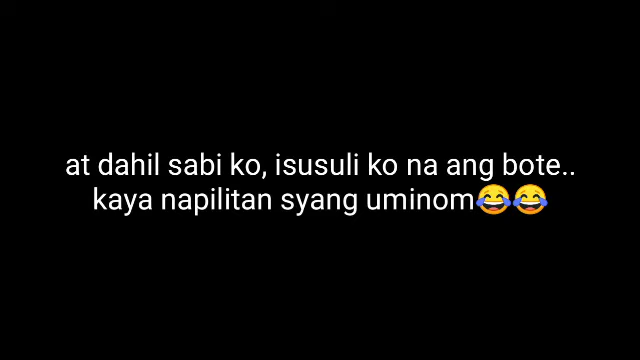 at dahil sabi ko, isusuli ko na ang bote..
kaya napilitan syang uminom😂😂